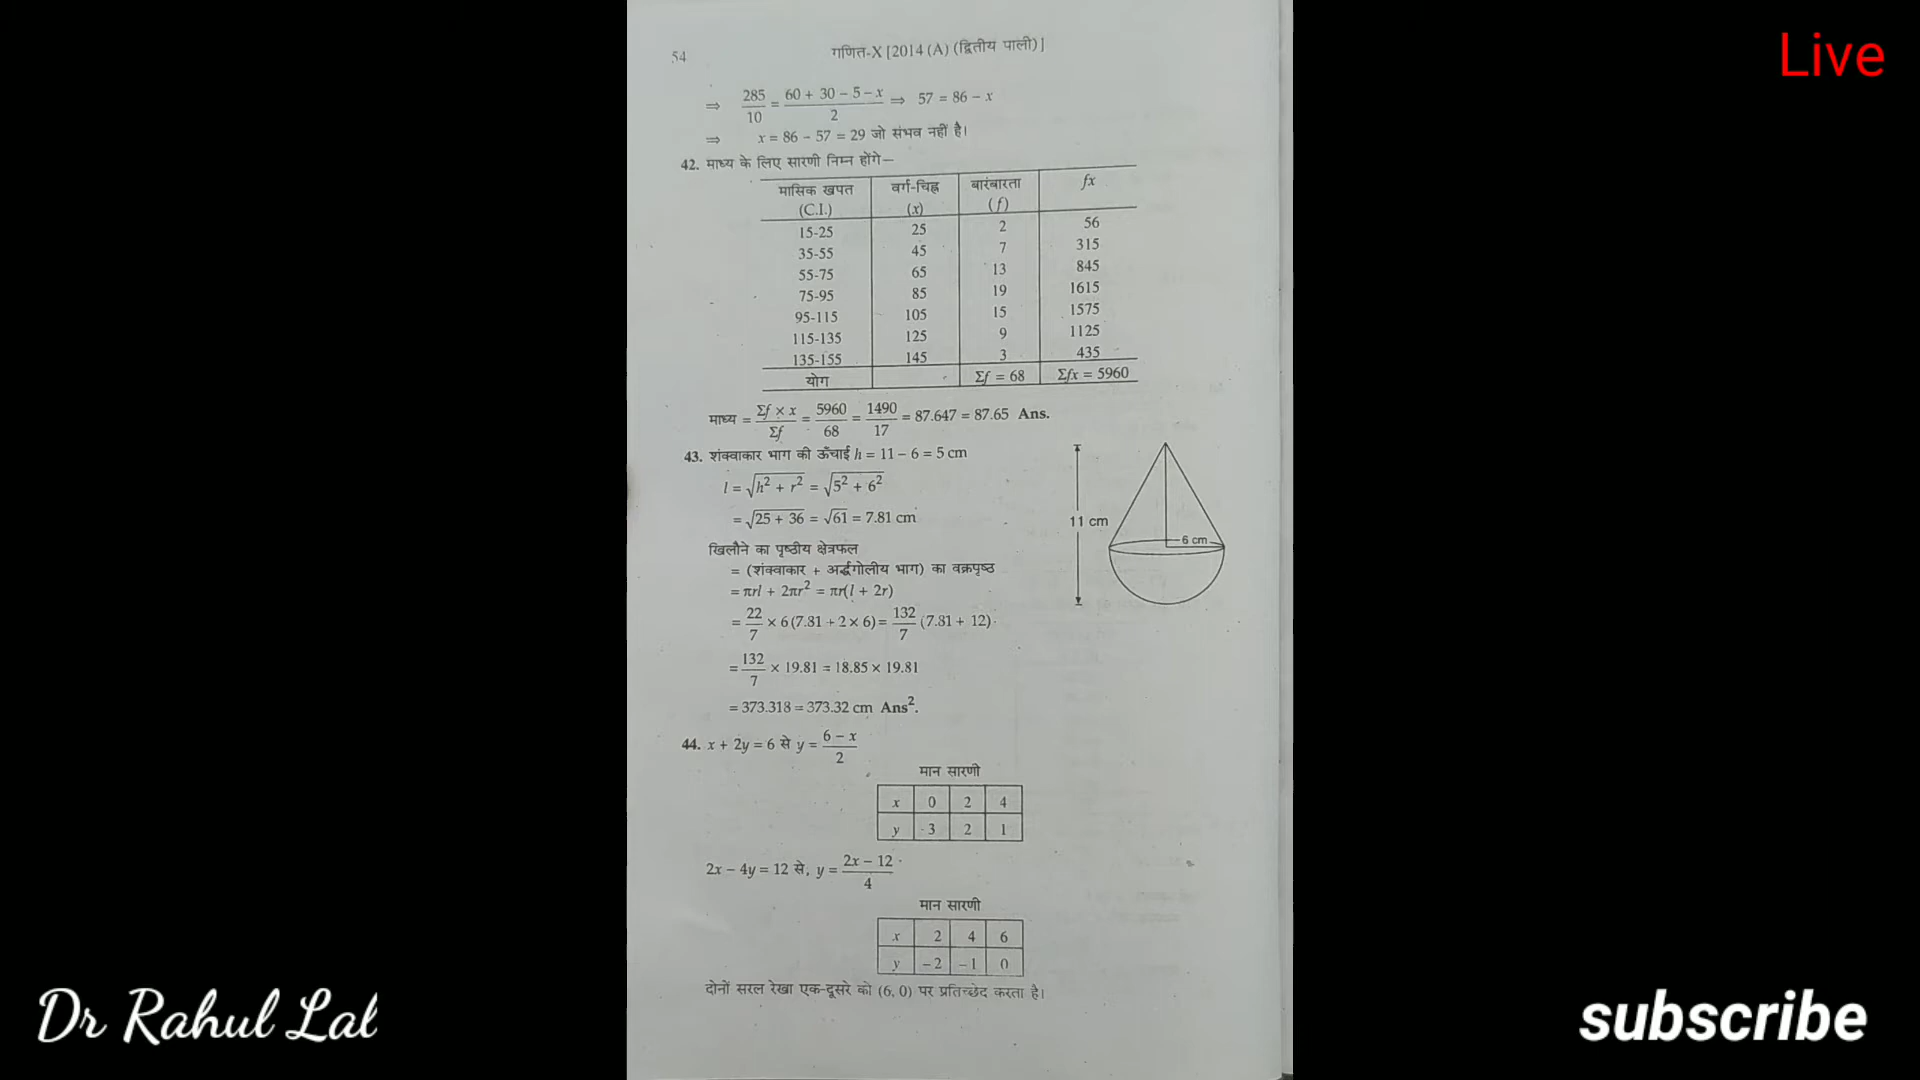 Live
54 गणित-X [2014 (A) (द्वितीय पाली)]
⇒ 285/10 = (60 + 30 − 5 − x)/2 ⇒ 57 = 86 − x
⇒ x = 86 − 57 = 29 जो संभव नहीं है।
42. माध्य के लिए सारणी निम्न होंगे—
मासिक खपत (C.I.) वर्ग-चिह्न (x) बारंबारता (f) fx
15-25 25 2 56
35-55 45 7 315
55-75 65 13 845
75-95 85 19 1615
95-115 105 15 1575
115-135 125 9 1125
135-155 145 3 435
योग Σf = 68 Σfx = 5960
माध्य = Σf × x/Σf = 5960/68 = 1490/17 = 87.647 = 87.65 Ans.
43. शंक्वाकार भाग की ऊँचाई h = 11 − 6 = 5 cm
l = √(h² + r²) = √(5² + 6²)
= √(25 + 36) = √61 = 7.81 cm
11 cm
6 cm
खिलौने का पृष्ठीय क्षेत्रफल
= (शंक्वाकार + अर्द्धगोलीय भाग) का वक्रपृष्ठ
= πrl + 2πr² = πr(l + 2r)
= 22/7 × 6 (7.81 + 2 × 6) = 132/7 (7.81 + 12)
= 132/7 × 19.81 = 18.85 × 19.81
= 373.318 = 373.32 cm Ans².
44. x + 2y = 6 से y = (6 − x)/2
मान सारणी
x 0 2 4
y 3 2 1
2x − 4y = 12 से, y = (2x − 12)/4
मान सारणी
x 2 4 6
y −2 −1 0
दोनों सरल रेखा एक-दूसरे को (6, 0) पर प्रतिच्छेद करता है।
Dr Rahul Lal
subscribe